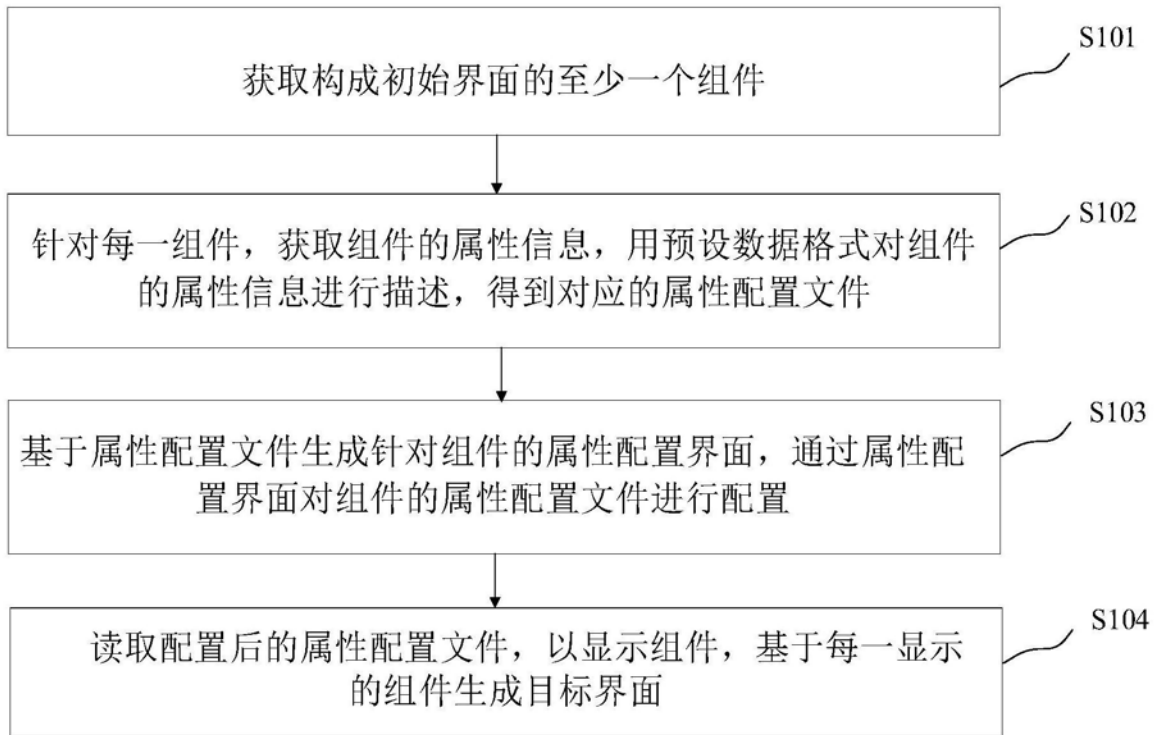 获取构成初始界面的至少一个组件
S101
针对每一组件，获取组件的属性信息，用预设数据格式对组件
的属性信息进行描述，得到对应的属性配置文件
S102
基于属性配置文件生成针对组件的属性配置界面，通过属性配
置界面对组件的属性配置文件进行配置
S103
读取配置后的属性配置文件，以显示组件，基于每一显示
的组件生成目标界面
S104